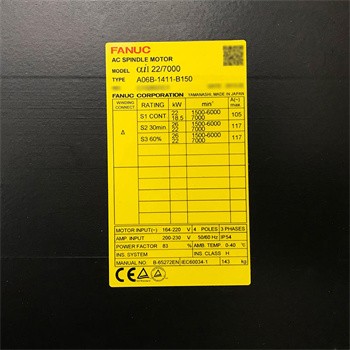 FANUC
AC SPINDLE MOTOR
MODEL αii 22/7000
TYPE A06B-1411-B150
FANUC CORPORATION YAMANASHI, MADE IN JAPAN
WINDING CONNECT RATING kW min⁻¹ A(~) max.
S1 CONT 22 1500-6000 105
18.5 7000
S2 30min. 26 1500-6000 117
22 7000
S3 60% 26 1500-6000 117
22 7000
MOTOR INPUT(~) 164-220 V 4 POLES 3 PHASES
AMP. INPUT 200-230 V 50/60 Hz IP54
POWER FACTOR 83 % AMB. TEMP. 0-40 ℃
INS. SYSTEM INS. CLASS H
MANUAL NO B-65272EN IEC60034-1 143 kg
CE